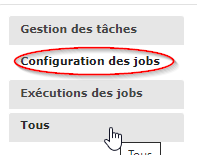 Gestion des tâches
Configuration des jobs
Exécutions des jobs
Tous
Tous